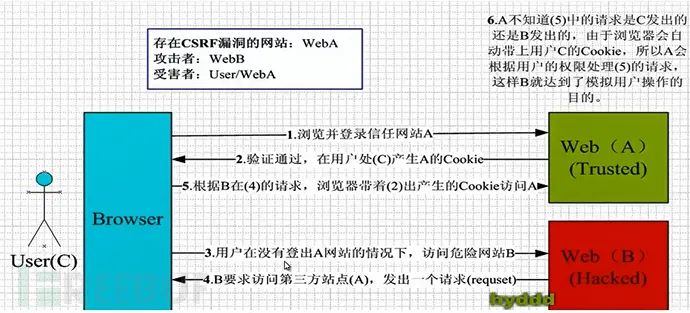 存在CSRF漏洞的网站：WebA
攻击者：WebB
受害者：User/WebA
6.A不知道(5)中的请求是C发出的
还是B发出的，由于浏览器会自
动带上用户C的Cookie，所以A会
根据用户的权限处理(5)的请求，
这样B就达到了模拟用户操作的
目的。
1.浏览并登录信任网站A
2.验证通过，在用户处(C)产生A的Cookie
5.根据B在(4)的请求，浏览器带着(2)出产生的Cookie访问A
Web（A）
(Trusted)
Browser
User(C)
3.用户在没有登出A网站的情况下，访问危险网站B
4.B要求访问第三方站点(A)，发出一个请求(requset)
Web（B）
(Hacked)
byddd